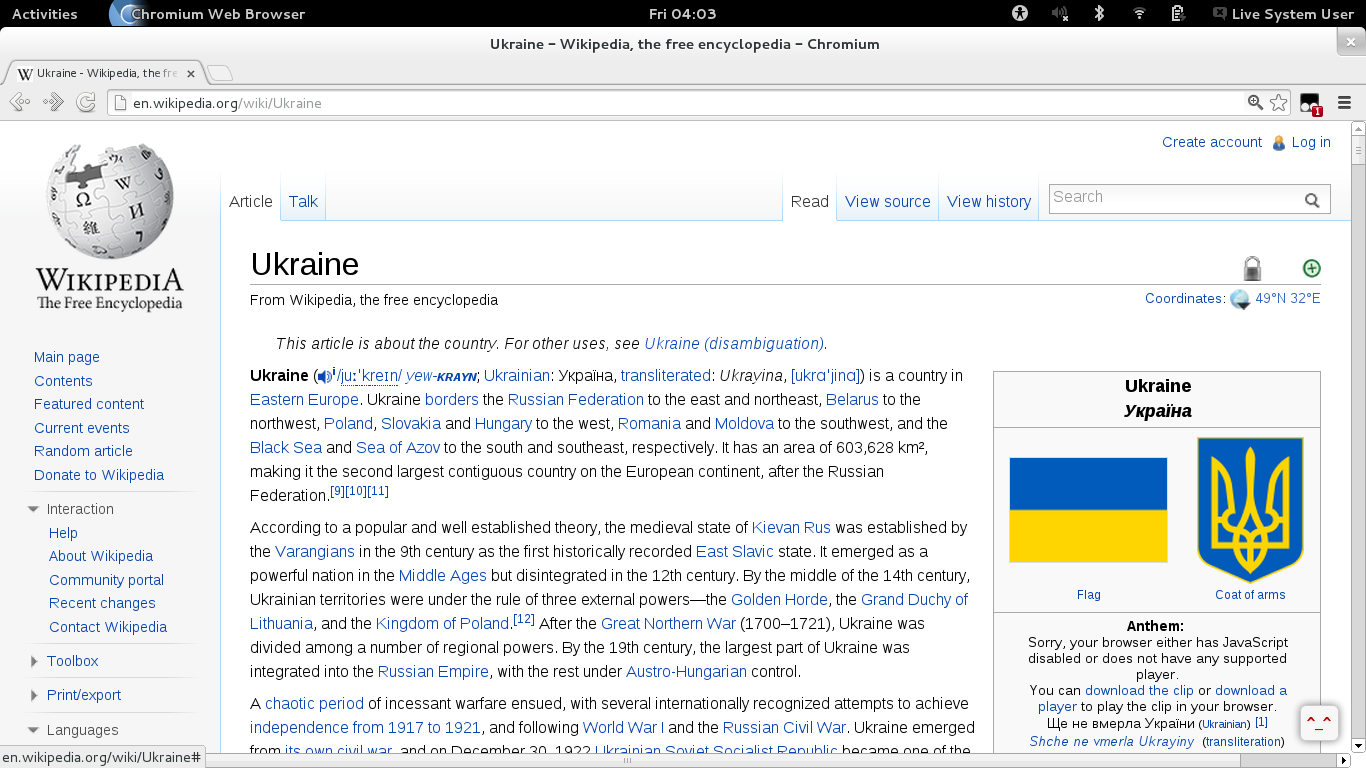 Activities
Chromium Web Browser
Fri 04:03
Live System User
Ukraine – Wikipedia, the free encyclopedia – Chromium
Ukraine - Wikipedia, the fre
en.wikipedia.org/wiki/Ukraine
1
Create account
Log in
Article
Talk
Read
View source
View history
Search
WIKIPEDIA
The Free Encyclopedia
Main page
Contents
Featured content
Current events
Random article
Donate to Wikipedia
Interaction
Help
About Wikipedia
Community portal
Recent changes
Contact Wikipedia
Toolbox
Print/export
Languages
en.wikipedia.org/wiki/Ukraine#
Ukraine
From Wikipedia, the free encyclopedia
Coordinates: 49°N 32°E
This article is about the country. For other uses, see Ukraine (disambiguation).
Ukraine (i/juːˈkreɪn/ yew-KRAYN; Ukrainian: Україна, transliterated: Ukrayina, [ukrɑˈjinɑ]) is a country in
Eastern Europe. Ukraine borders the Russian Federation to the east and northeast, Belarus to the
northwest, Poland, Slovakia and Hungary to the west, Romania and Moldova to the southwest, and the
Black Sea and Sea of Azov to the south and southeast, respectively. It has an area of 603,628 km²,
making it the second largest contiguous country on the European continent, after the Russian
Federation.[9][10][11]
According to a popular and well established theory, the medieval state of Kievan Rus was established by
the Varangians in the 9th century as the first historically recorded East Slavic state. It emerged as a
powerful nation in the Middle Ages but disintegrated in the 12th century. By the middle of the 14th century,
Ukrainian territories were under the rule of three external powers—the Golden Horde, the Grand Duchy of
Lithuania, and the Kingdom of Poland.[12] After the Great Northern War (1700–1721), Ukraine was
divided among a number of regional powers. By the 19th century, the largest part of Ukraine was
integrated into the Russian Empire, with the rest under Austro-Hungarian control.
A chaotic period of incessant warfare ensued, with several internationally recognized attempts to achieve
independence from 1917 to 1921, and following World War I and the Russian Civil War. Ukraine emerged
from its own civil war, and on December 30, 1922 Ukrainian Soviet Socialist Republic became one of the
Ukraine
Україна
Flag
Coat of arms
Anthem:
Sorry, your browser either has JavaScript
disabled or does not have any supported
player.
You can download the clip or download a
player to play the clip in your browser.
Ще не вмерла України (Ukrainian) [1]
Shche ne vmerla Ukrayiny (transliteration)
^ ^
_